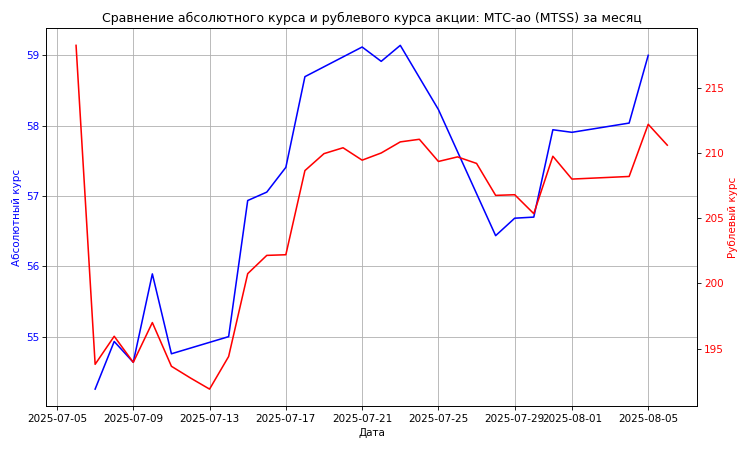 Сравнение абсолютного курса и рублевого курса акции: МТС-ао (MTSS) за месяц
59
58
57
56
55
Абсолютный курс
215
210
205
200
195
Рублевый курс
2025-07-05 2025-07-09 2025-07-13 2025-07-17 2025-07-21 2025-07-25 2025-07-29 2025-08-01 2025-08-05
Дата